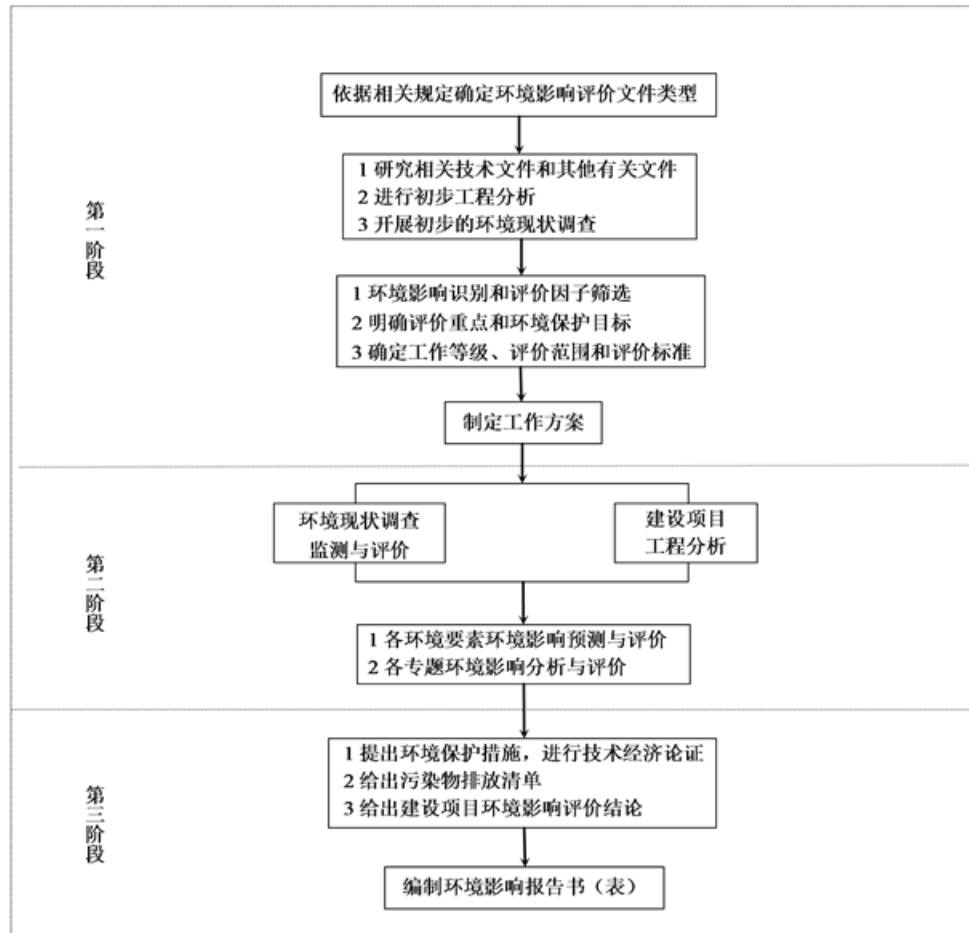 依据相关规定确定环境影响评价文件类型
1 研究相关技术文件和其他有关文件
2 进行初步工程分析
3 开展初步的环境现状调查
第一阶段
1 环境影响识别和评价因子筛选
2 明确评价重点和环境保护目标
3 确定工作等级、评价范围和评价标准
制定工作方案
环境现状调查
监测与评价
建设项目
工程分析
第二阶段
1 各环境要素环境影响预测与评价
2 各专题环境影响分析与评价
1 提出环境保护措施，进行技术经济论证
2 给出污染物排放清单
3 给出建设项目环境影响评价结论
第三阶段
编制环境影响报告书（表）